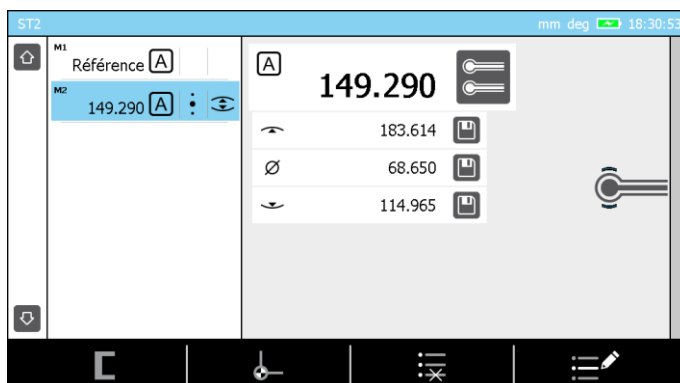 ST2
mm deg 18:30:53
M1
Référence A
M2
149.290 A
A
149.290
183.614
Ø 68.650
114.965